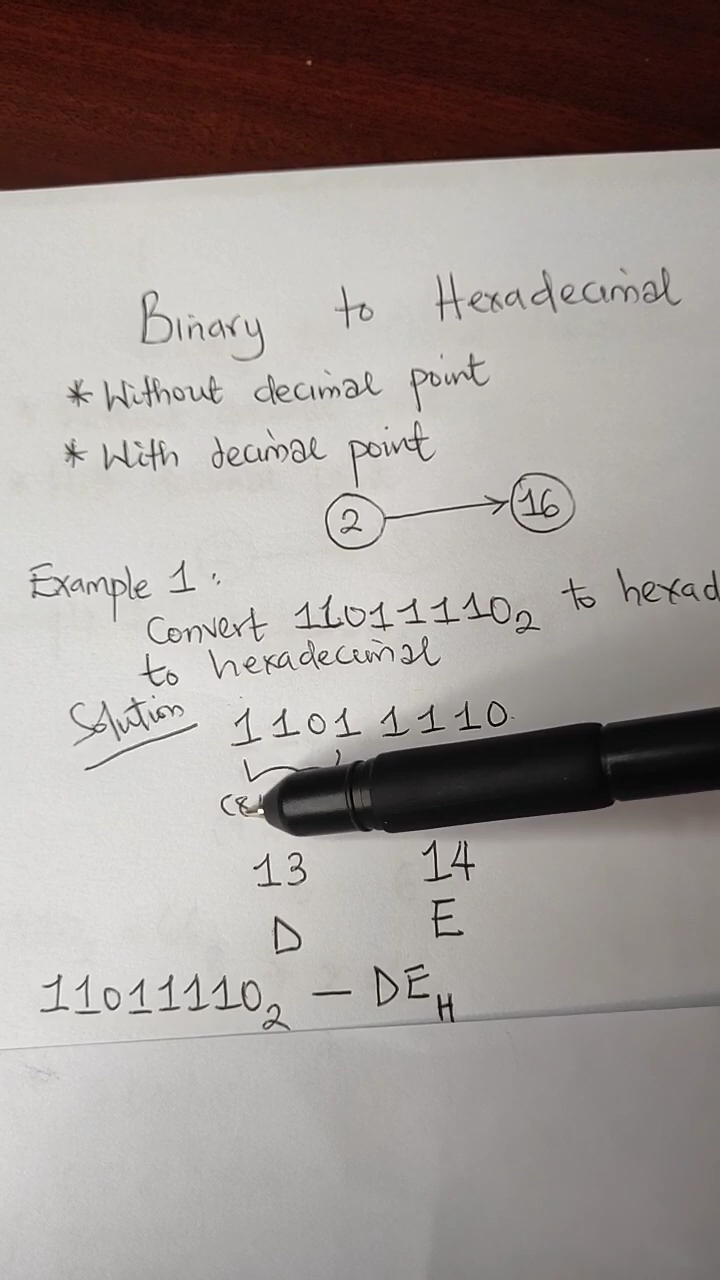 Binary to Hexadecimal
* Without decimal point
* With decimal point
2 → 16
Example 1:
Convert 11011110₂ to hexad
to hexadecimal
Solution 1101 1110
(8
13 14
D E
11011110₂ — DE_H